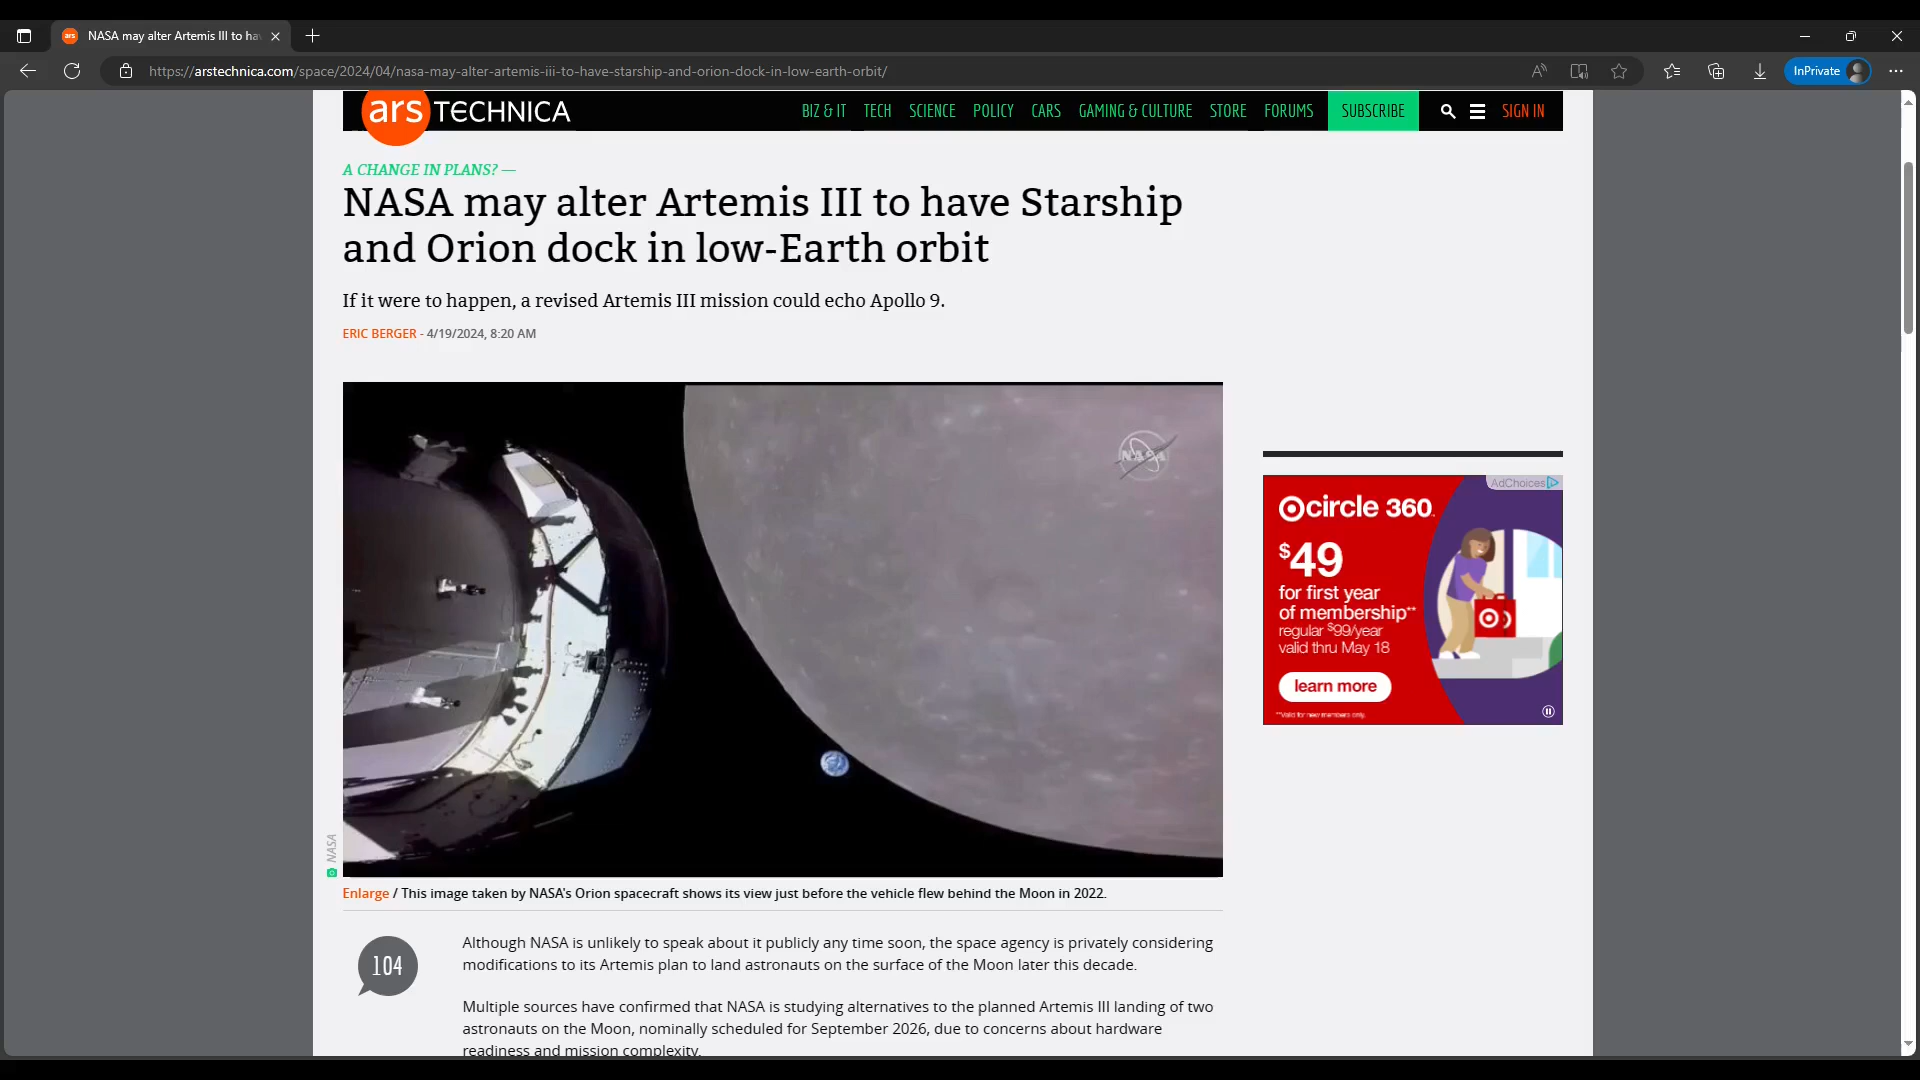 NASA may alter Artemis III to ha
https://arstechnica.com/space/2024/04/nasa-may-alter-artemis-iii-to-have-starship-and-orion-dock-in-low-earth-orbit/
InPrivate
ars TECHNICA
BIZ & IT TECH SCIENCE POLICY CARS GAMING & CULTURE STORE FORUMS SUBSCRIBE SIGN IN
A CHANGE IN PLANS? —
NASA may alter Artemis III to have Starship
and Orion dock in low-Earth orbit
If it were to happen, a revised Artemis III mission could echo Apollo 9.
ERIC BERGER - 4/19/2024, 8:20 AM
NASA
NASA
Enlarge / This image taken by NASA's Orion spacecraft shows its view just before the vehicle flew behind the Moon in 2022.
104
Although NASA is unlikely to speak about it publicly any time soon, the space agency is privately considering
modifications to its Artemis plan to land astronauts on the surface of the Moon later this decade.
Multiple sources have confirmed that NASA is studying alternatives to the planned Artemis III landing of two
astronauts on the Moon, nominally scheduled for September 2026, due to concerns about hardware
readiness and mission complexity.
AdChoices
circle 360
$49
for first year
of membership**
regular $99/year
valid thru May 18
learn more
**Valid for new members only.